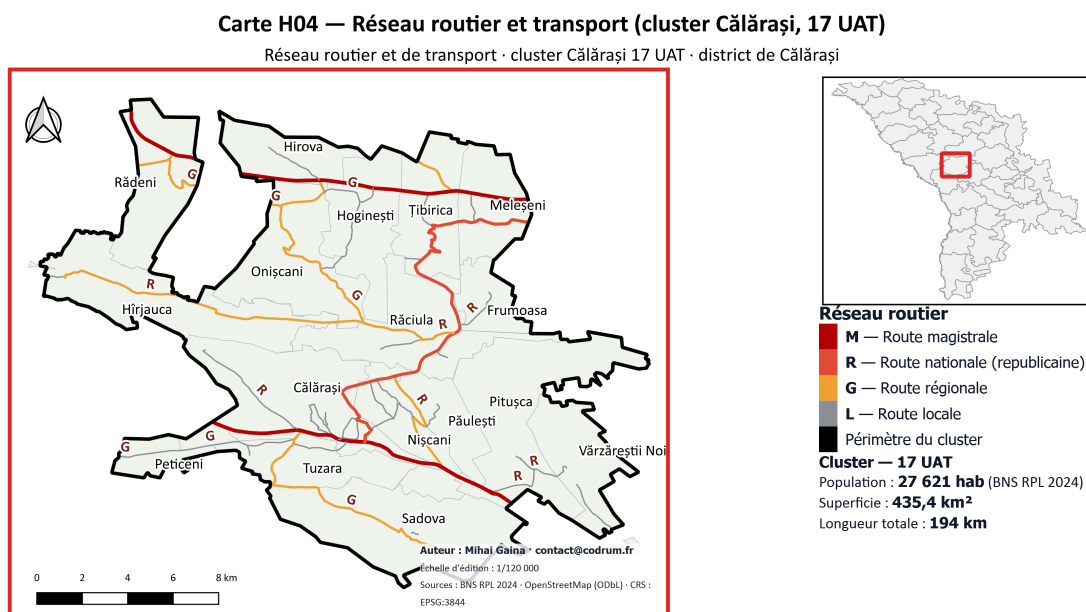 Carte H04 — Réseau routier et transport (cluster Călărași, 17 UAT)
Réseau routier et de transport · cluster Călărași 17 UAT · district de Călărași
Hirova
G
Rădeni
G
G
Hoginești
Țibirica
Meleșeni
Onișcani
R
G
Hîrjauca
Răciula
R
R
Frumoasa
Călărași
R
R
Pitușca
Păulești
G
G
Nișcani
Peticeni
Tuzara
Vărzăreștii Noi
R
R
G
Sadova
Auteur : Mihai Gaina · contact@codrum.fr
Échelle d'édition : 1/120 000
Sources : BNS RPL 2024 · OpenStreetMap (ODbL) · CRS :
EPSG:3844
0 2 4 6 8 km
Réseau routier
M — Route magistrale
R — Route nationale (republicaine)
G — Route régionale
L — Route locale
Périmètre du cluster
Cluster — 17 UAT
Population : 27 621 hab (BNS RPL 2024)
Superficie : 435,4 km²
Longueur totale : 194 km